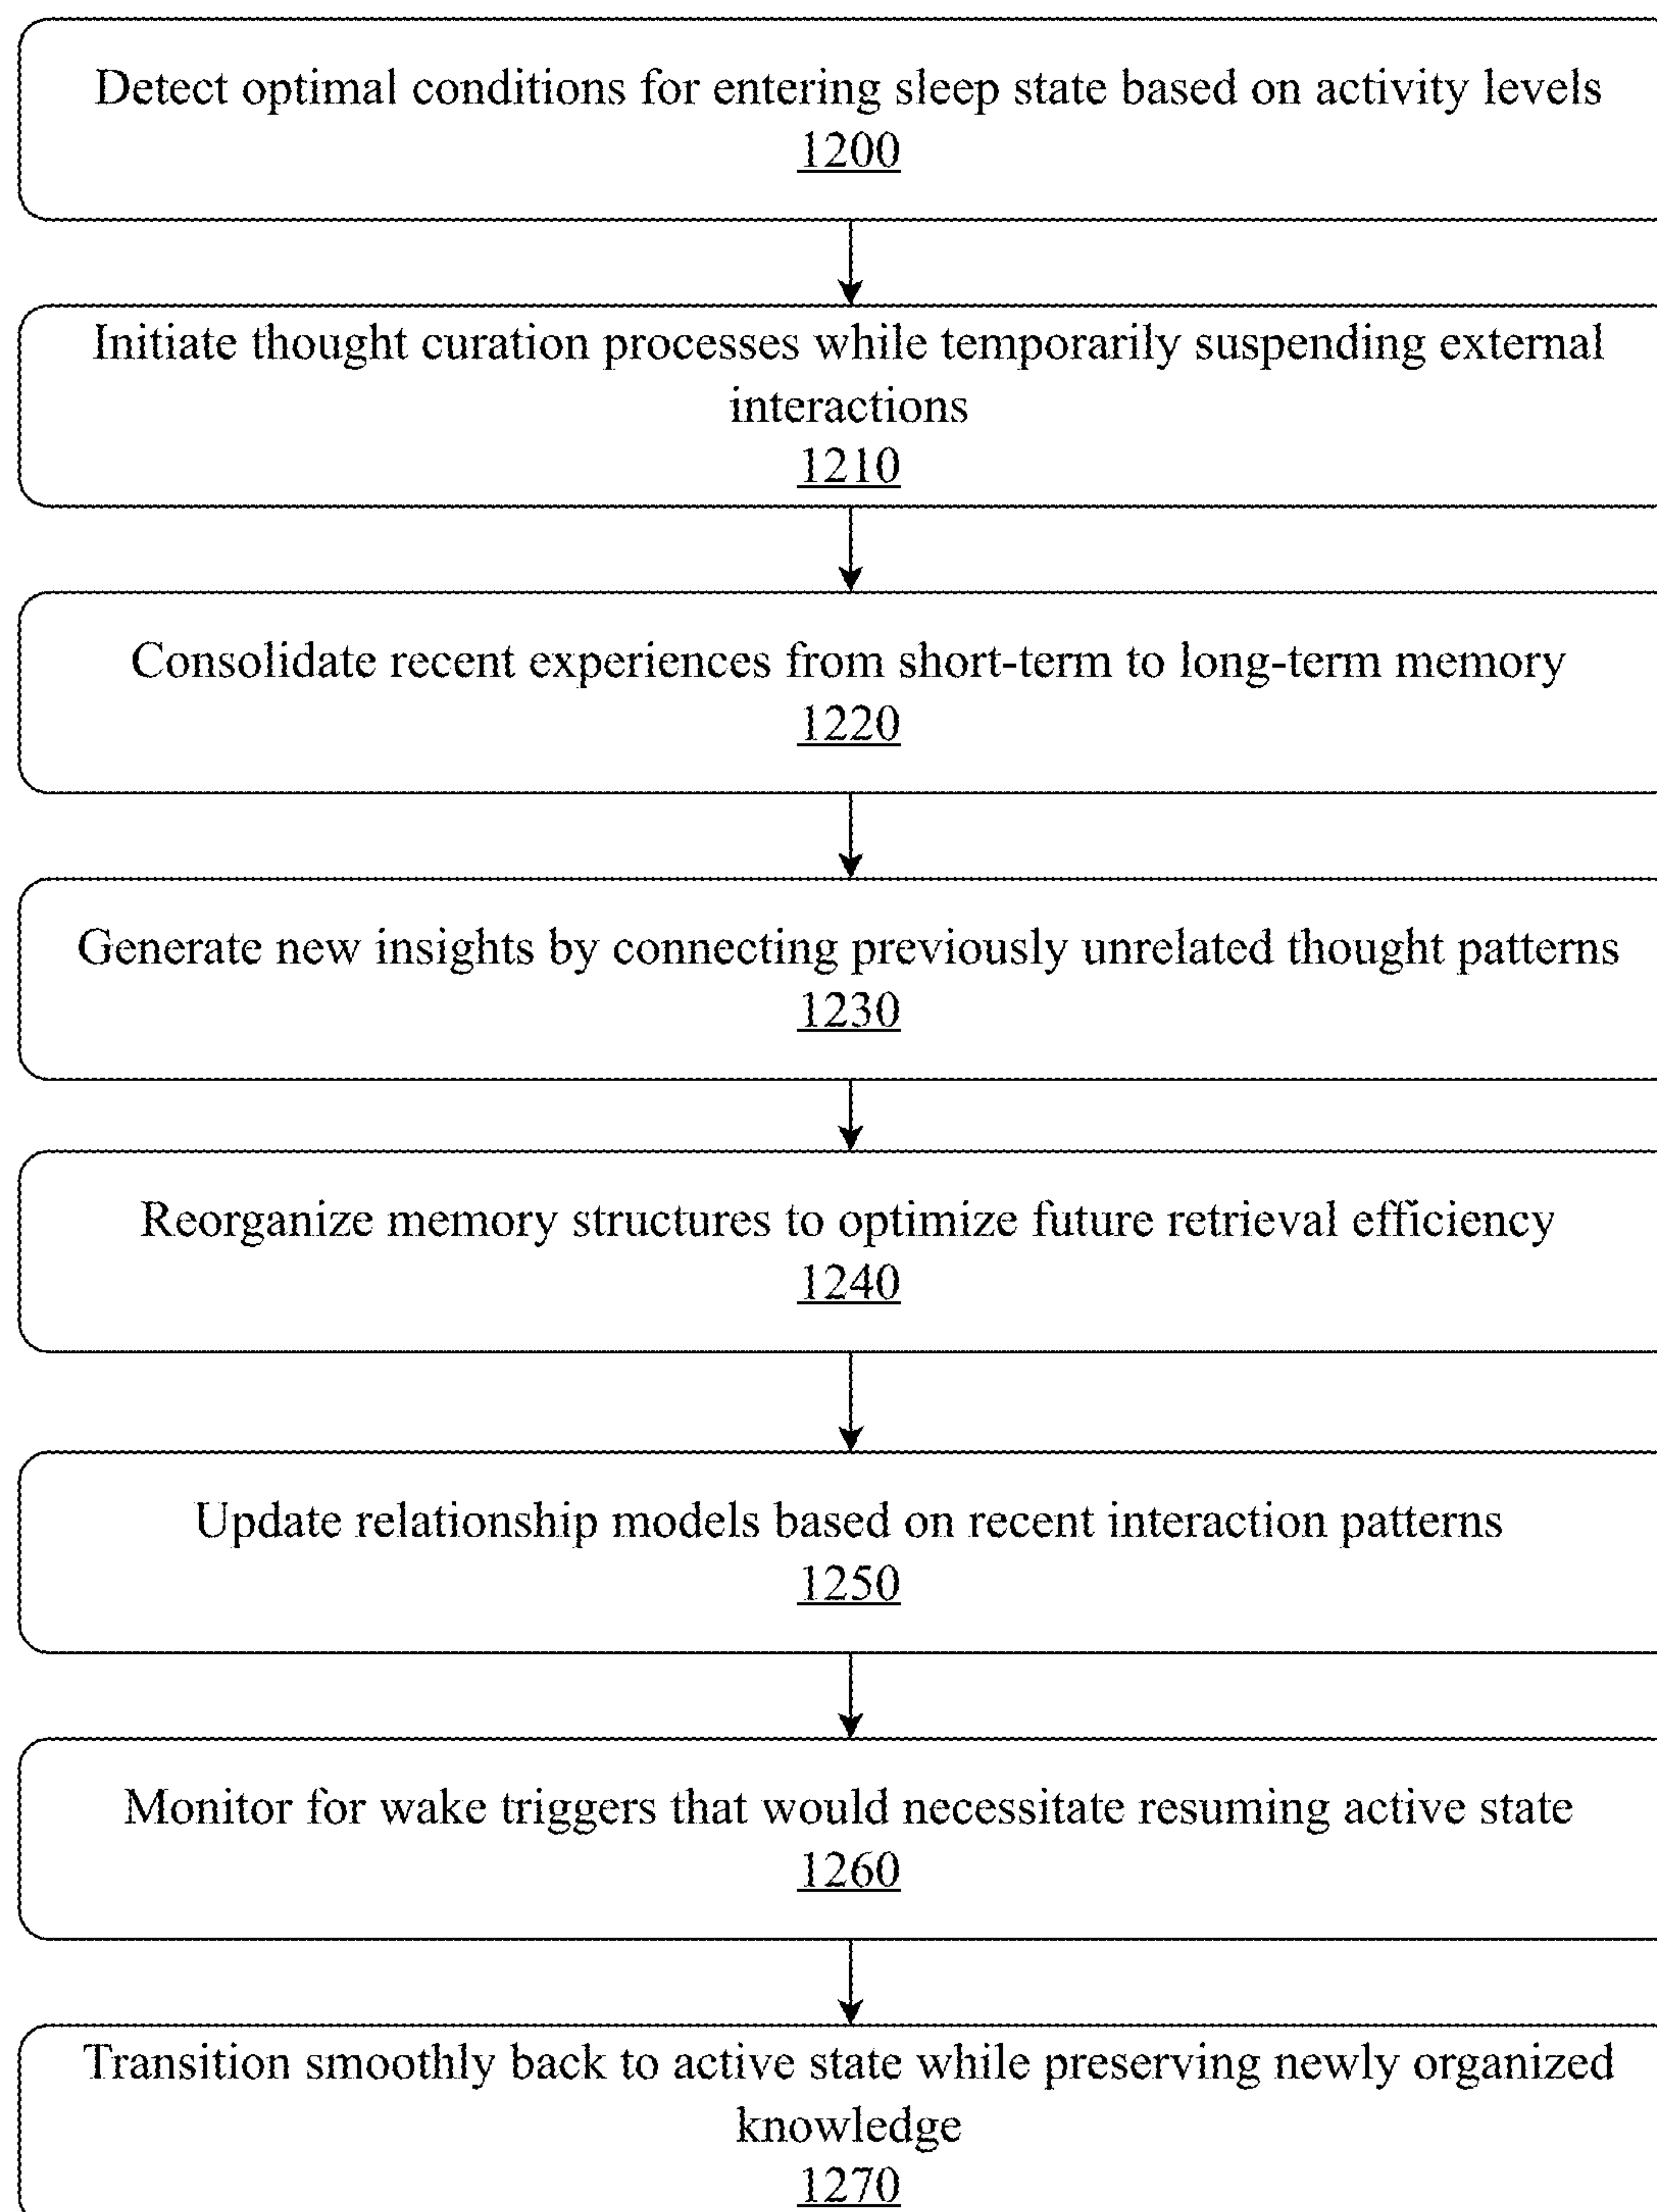 Detect optimal conditions for entering sleep state based on activity levels
1200
Initiate thought curation processes while temporarily suspending external
interactions
1210
Consolidate recent experiences from short-term to long-term memory
1220
Generate new insights by connecting previously unrelated thought patterns
1230
Reorganize memory structures to optimize future retrieval efficiency
1240
Update relationship models based on recent interaction patterns
1250
Monitor for wake triggers that would necessitate resuming active state
1260
Transition smoothly back to active state while preserving newly organized
knowledge
1270